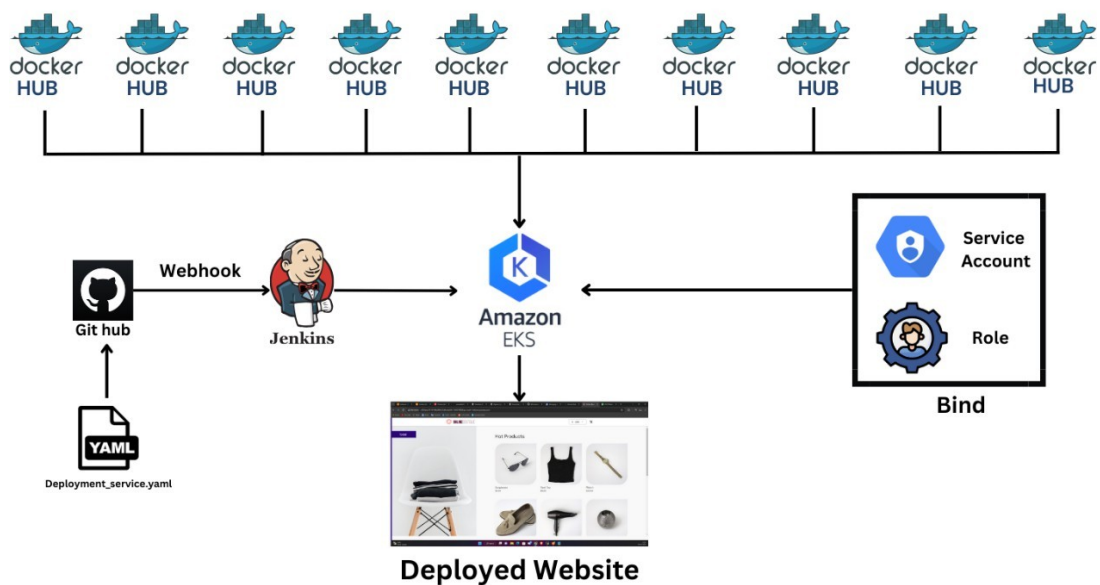 docker docker docker docker docker docker docker docker docker docker
HUB HUB HUB HUB HUB HUB HUB HUB HUB HUB
Service
Account
Webhook
Git hub
Jenkins
Amazon
EKS
Role
Bind
YAML
Deployment_service.yaml
Hot Products
Deployed Website